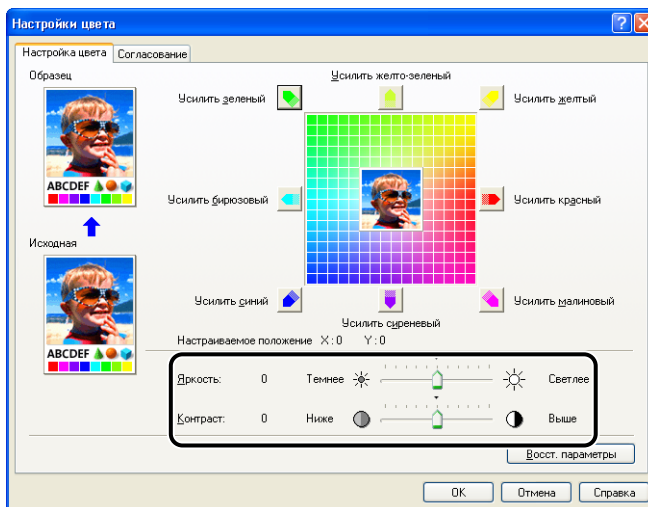 Настройки цвета
Настройка цвета Согласование
Образец
Усилить желто-зеленый
Усилить зеленый
Усилить желтый
ABCDEF
Усилить бирюзовый
Усилить красный
Исходная
Усилить синий
Усилить малиновый
Усилить сиреневый
Настраиваемое положение X:0 Y:0
ABCDEF
Яркость: 0 Темнее Светлее
Контраст: 0 Ниже Выше
Восст. параметры
OK Отмена Справка